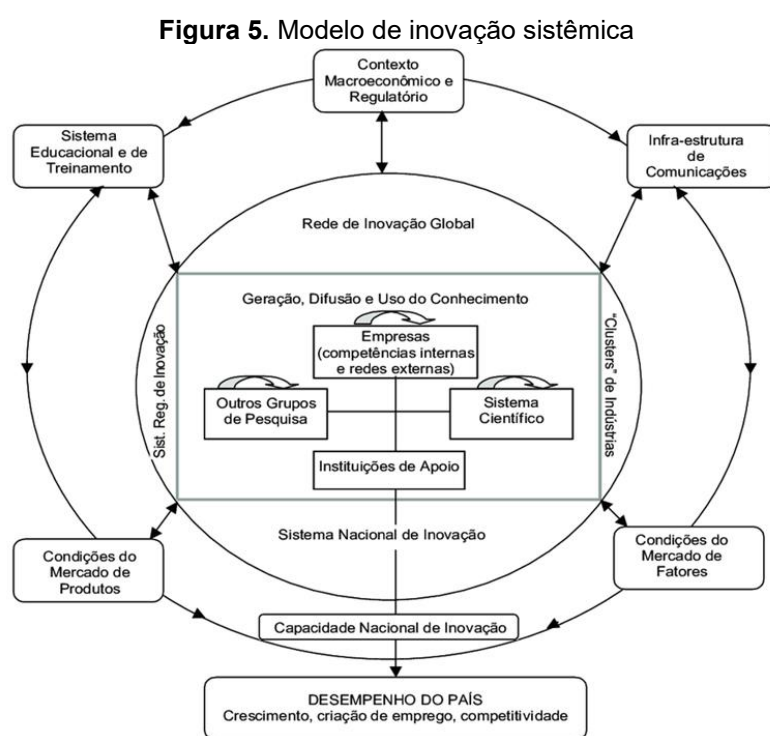 Figura 5. Modelo de inovação sistêmica
Contexto
Macroeconômico e
Regulatório
Sistema
Educacional e de
Treinamento
Infra-estrutura
de
Comunicações
Rede de Inovação Global
Geração, Difusão e Uso do Conhecimento
Empresas
(competências internas
e redes externas)
Sist. Reg. de Inovação
"Clusters" de Indústrias
Outros Grupos
de Pesquisa
Sistema
Científico
Instituições de Apoio
Sistema Nacional de Inovação
Condições do
Mercado de
Produtos
Condições do
Mercado de
Fatores
Capacidade Nacional de Inovação
DESEMPENHO DO PAÍS
Crescimento, criação de emprego, competitividade